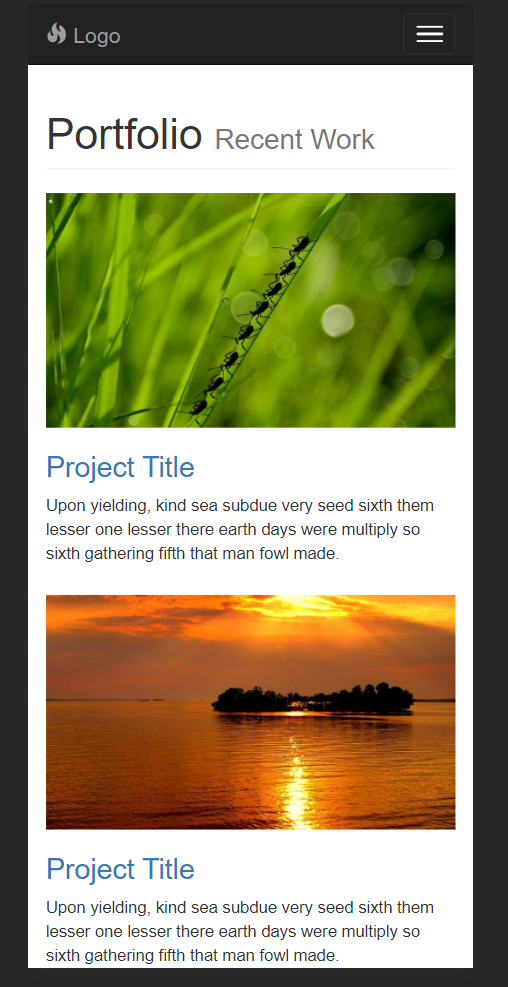 Logo
Portfolio Recent Work
Project Title
Upon yielding, kind sea subdue very seed sixth them
lesser one lesser there earth days were multiply so
sixth gathering fifth that man fowl made.
Project Title
Upon yielding, kind sea subdue very seed sixth them
lesser one lesser there earth days were multiply so
sixth gathering fifth that man fowl made.